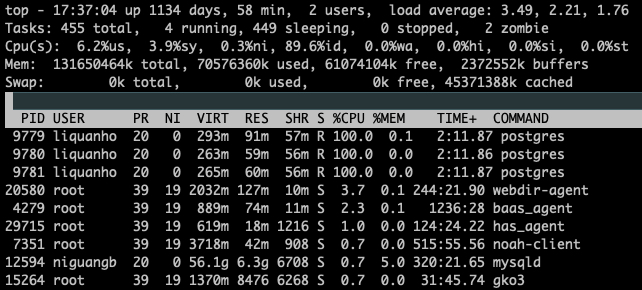 top - 17:37:04 up 1134 days, 58 min,  2 users,  load average: 3.49, 2.21, 1.76
Tasks: 455 total,   4 running, 449 sleeping,   0 stopped,   2 zombie
Cpu(s):  6.2%us,  3.9%sy,  0.3%ni, 89.6%id,  0.0%wa,  0.0%hi,  0.0%si,  0.0%st
Mem:  131650464k total, 70576360k used, 61074104k free,  2372552k buffers
Swap:        0k total,        0k used,        0k free, 45371388k cached
PID USER      PR  NI  VIRT  RES  SHR S %CPU %MEM    TIME+  COMMAND
9779 liquanho  20   0  293m  91m  57m R 100.0  0.1   2:11.87 postgres
9780 liquanho  20   0  263m  59m  56m R 100.0  0.0   2:11.86 postgres
9781 liquanho  20   0  265m  60m  57m R 100.0  0.0   2:11.87 postgres
20580 root      39  19 2032m 127m  10m S  3.7  0.1 244:21.90 webdir-agent
4279 root      39  19  889m  74m  11m S  2.3  0.1   1236:28 baas_agent
29715 root      39  19  619m  18m 1216 S  1.0  0.0 124:24.22 has_agent
7351 root      39  19 3718m  42m  908 S  0.7  0.0 515:55.56 noah-client
12594 niguangb  20   0 56.1g 6.3g 6708 S  0.7  5.0 320:21.65 mysqld
15264 root      39  19 1370m 8476 6268 S  0.7  0.0  31:45.74 gko3